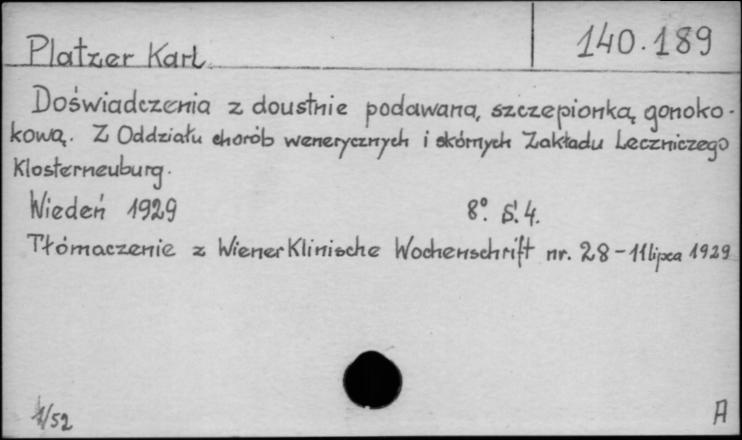 Platzer Karl
140.189
Doświadczenia z doustnie podawaną, szczepionką gonoko-
kową. Z Oddziału chorób wenerycznych i skórnych Zakładu Leczniczego
Klosterneuburg.
Wiedeń 1929 8° S. 4.
Tłómaczenie z Wiener Klinische Wochenschrift nr. 28 - 11 lipca 1929
1/52
A